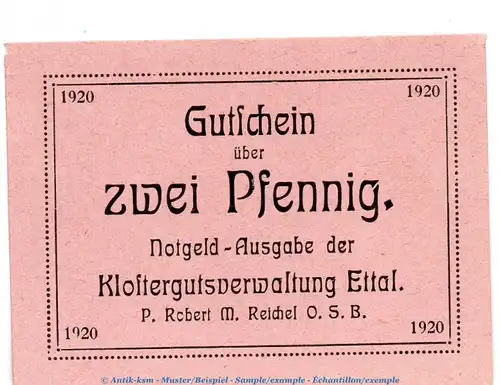 1920 1920
Gutschein
über
zwei Pfennig.
Notgeld-Ausgabe der
Klostergutsverwaltung Ettal.
P. Robert M. Reichel O. S. B.
1920 1920
© Antik-ksm - Muster/Beispiel - Sample/example - Échantillon/exemple